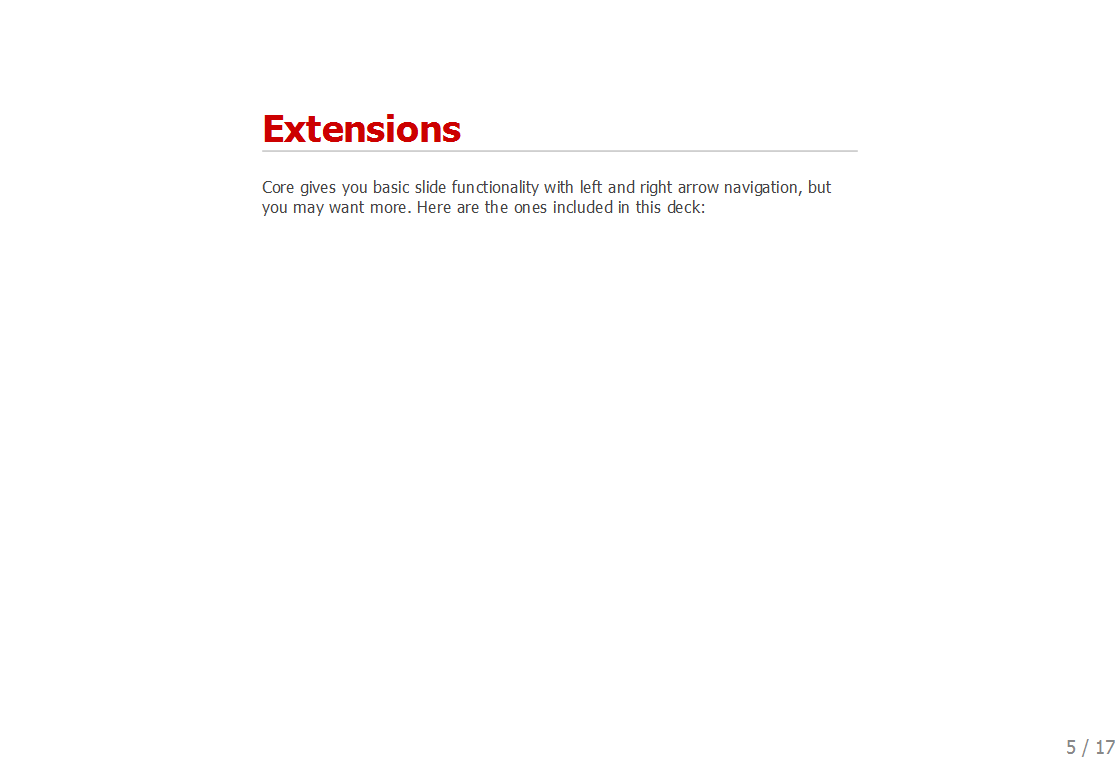 Extensions
Core gives you basic slide functionality with left and right arrow navigation, but
you may want more. Here are the ones included in this deck:
5 / 17